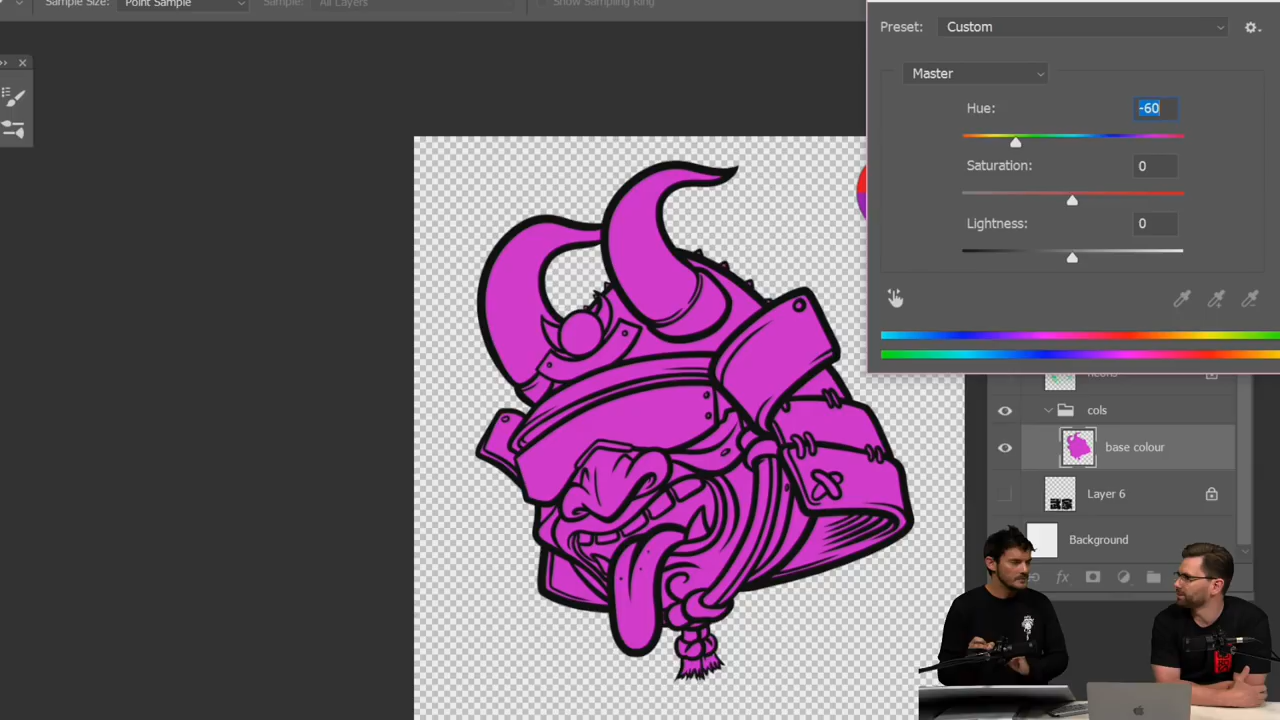 Sample Size: Point Sample Sample: All Layers Show Sampling Ring
Preset: Custom
Master
Hue: -60
Saturation: 0
Lightness: 0
cols
base colour
Layer 6
Background
fx